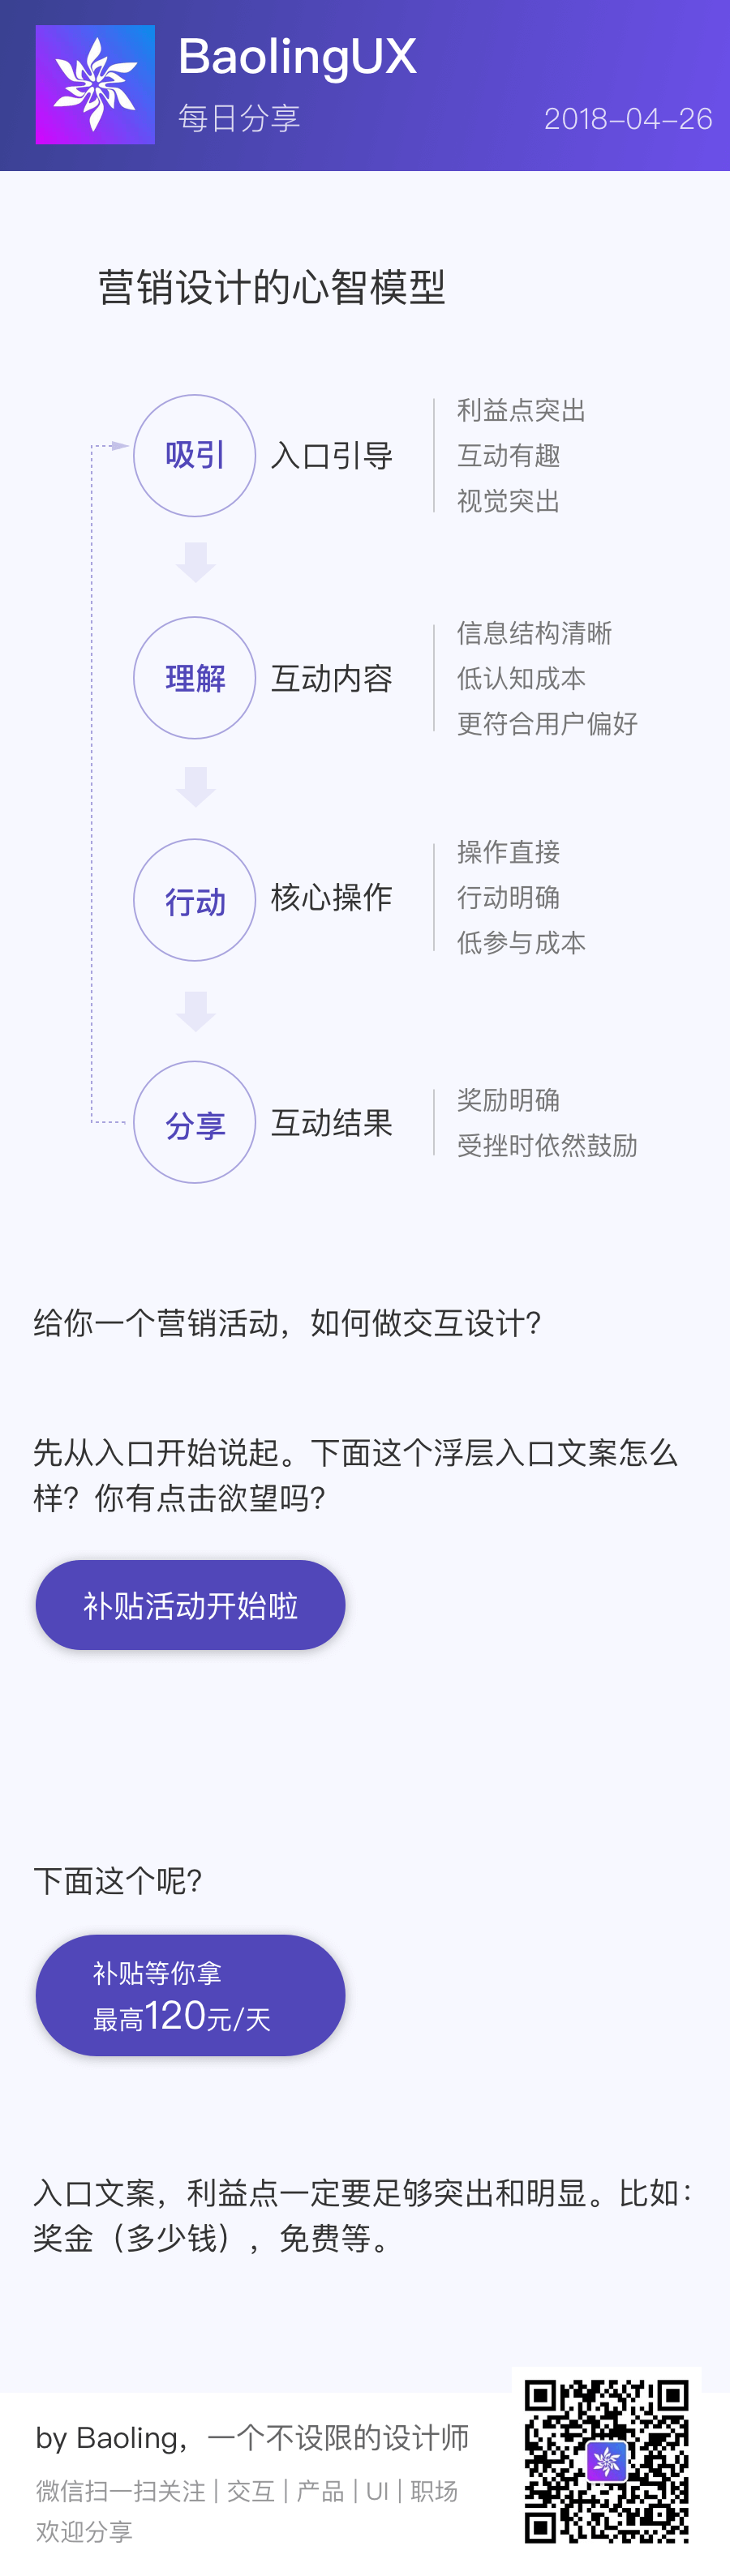 BaolingUX
每日分享
2018-04-26
营销设计的心智模型
吸引
入口引导
利益点突出
互动有趣
视觉突出
理解
互动内容
信息结构清晰
低认知成本
更符合用户偏好
行动
核心操作
操作直接
行动明确
低参与成本
分享
互动结果
奖励明确
受挫时依然鼓励
给你一个营销活动，如何做交互设计？
先从入口开始说起。下面这个浮层入口文案怎么
样？你有点击欲望吗？
补贴活动开始啦
下面这个呢？
补贴等你拿
最高120元/天
入口文案，利益点一定要足够突出和明显。比如：
奖金（多少钱），免费等。
by Baoling，一个不设限的设计师
微信扫一扫关注 | 交互 | 产品 | UI | 职场
欢迎分享